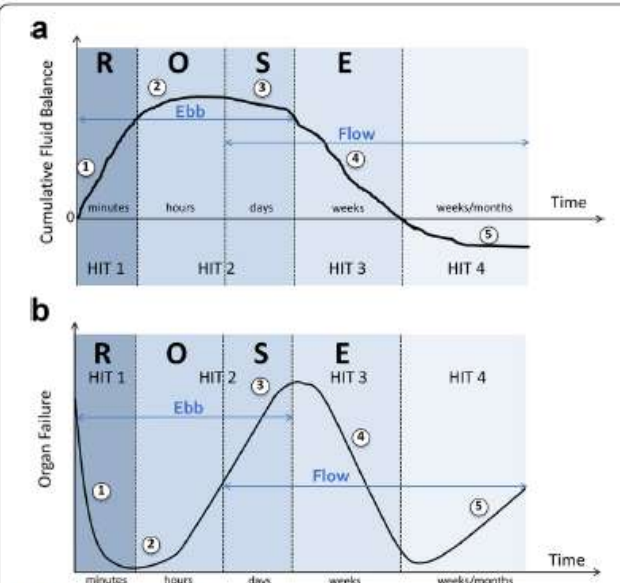 a
R O S E
2 3
Ebb
Flow
1 4
Cumulative Fluid Balance
minutes hours days weeks weeks/months Time
0
5
HIT 1 HIT 2 HIT 3 HIT 4
b
R O S E
HIT 1 HIT 2 HIT 3 HIT 4
3
Ebb
4
Organ Failure
Flow
1 5
2
Time
minutes hours days weeks weeks/months